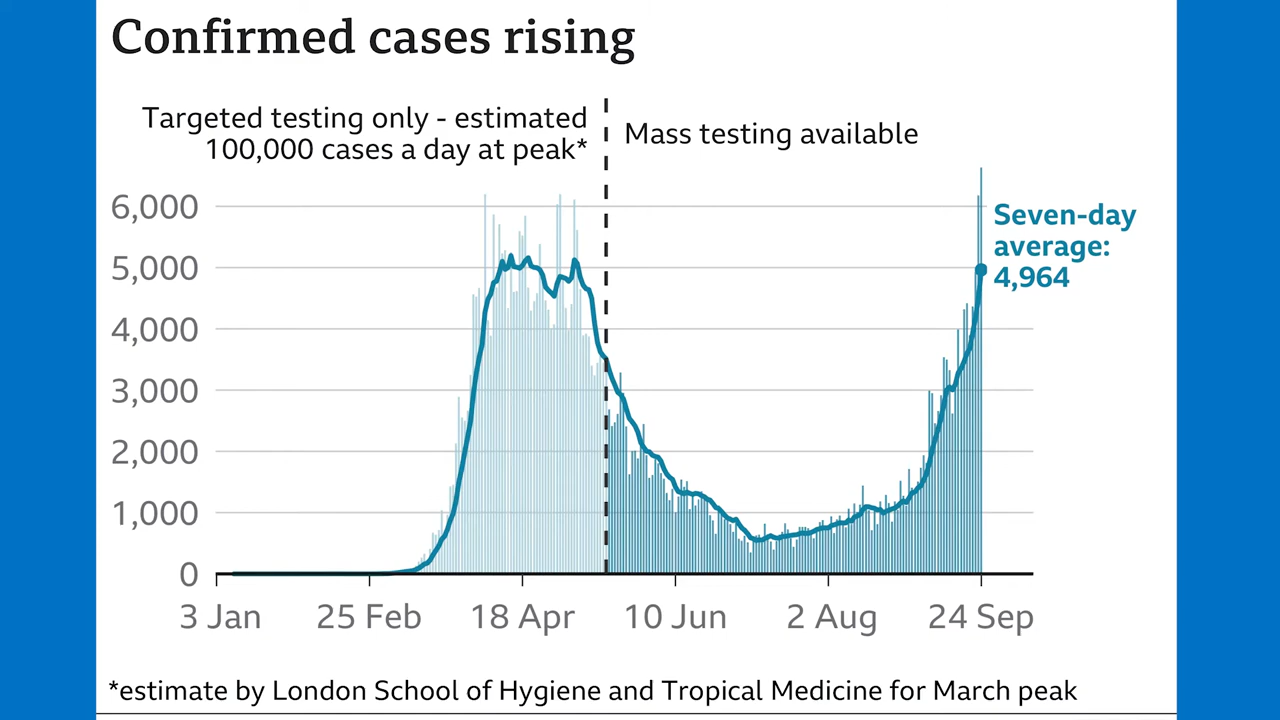 Confirmed cases rising
Targeted testing only - estimated
100,000 cases a day at peak*
Mass testing available
6,000
5,000
4,000
3,000
2,000
1,000
0
Seven-day
average:
4,964
3 Jan
25 Feb
18 Apr
10 Jun
2 Aug
24 Sep
*estimate by London School of Hygiene and Tropical Medicine for March peak